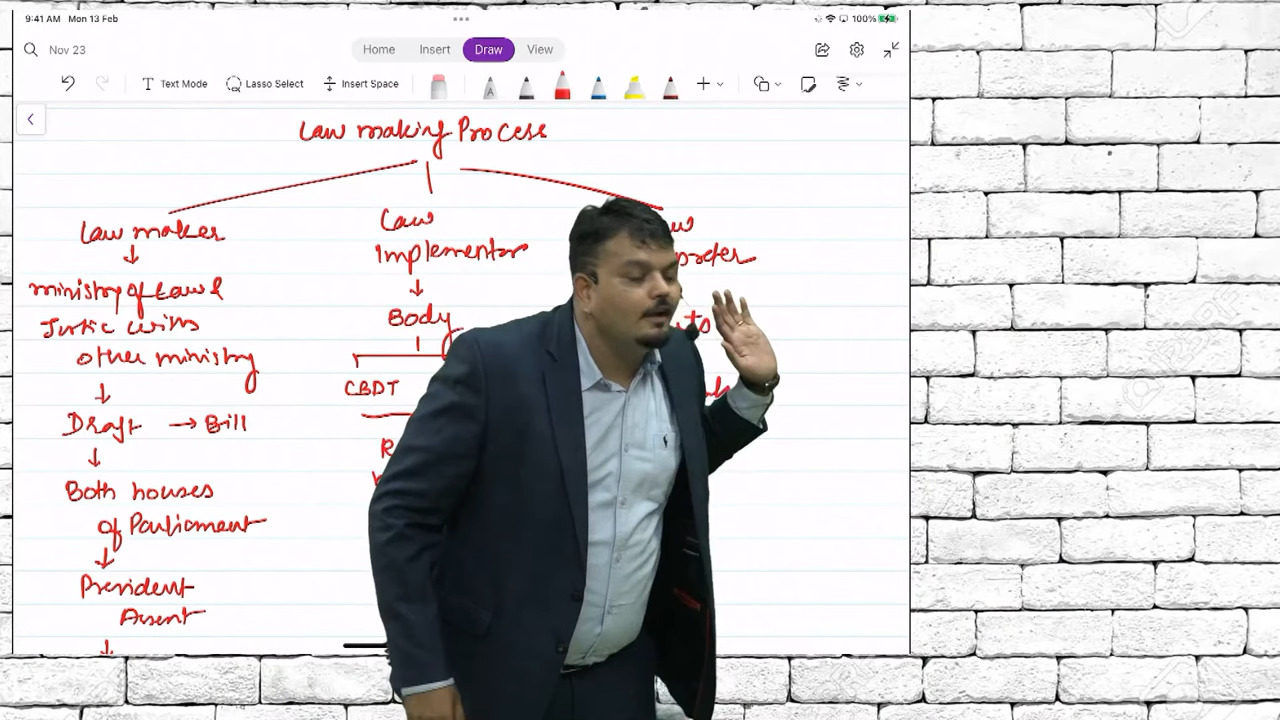 9:41 AM Mon 13 Feb
100%
Nov 23
Home Insert Draw View
Text Mode Lasso Select Insert Space
Law making Process
Law maker
Ministry of Law &
Justic with
other ministry
Draft → Bill
Both houses
of Parliament
President
Assent
Law
Implementor
Body
CBDT